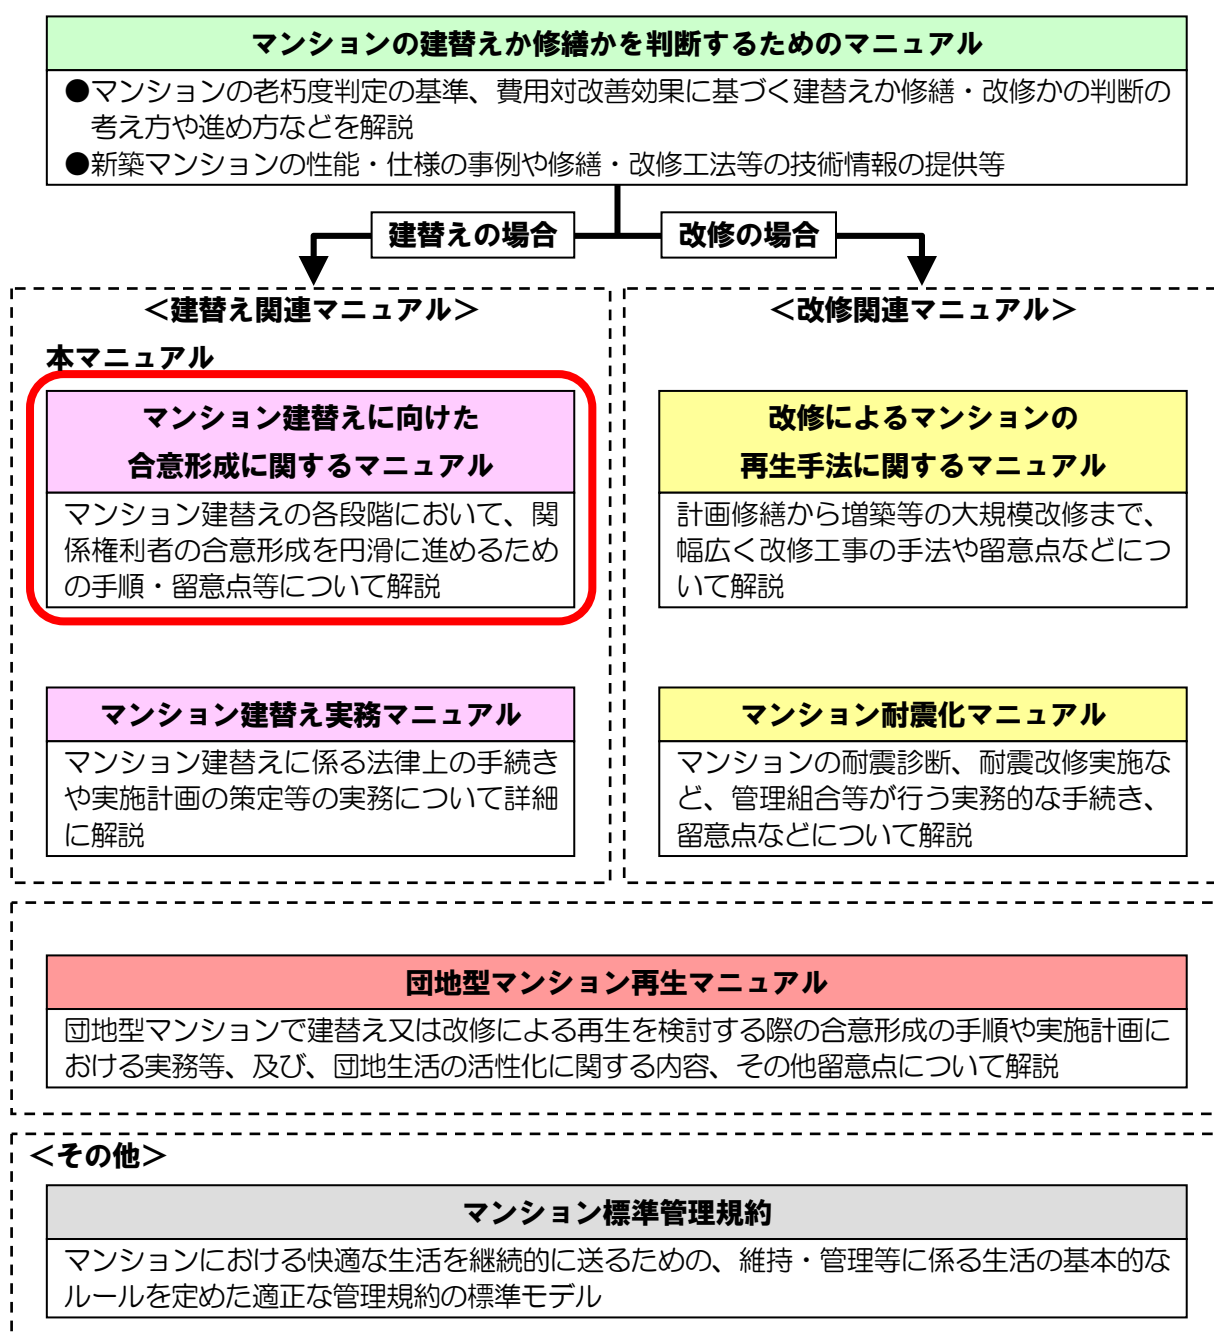 マンションの建替えか修繕かを判断するためのマニュアル
●マンションの老朽度判定の基準、費用対改善効果に基づく建替えか修繕・改修かの判断の
考え方や進め方などを解説
●新築マンションの性能・仕様の事例や修繕・改修工法等の技術情報の提供等
建替えの場合
改修の場合
＜建替え関連マニュアル＞
本マニュアル
マンション建替えに向けた
合意形成に関するマニュアル
マンション建替えの各段階において、関
係権利者の合意形成を円滑に進めるため
の手順・留意点等について解説
マンション建替え実務マニュアル
マンション建替えに係る法律上の手続き
や実施計画の策定等の実務について詳細
に解説
＜改修関連マニュアル＞
改修によるマンションの
再生手法に関するマニュアル
計画修繕から増築等の大規模改修まで、
幅広く改修工事の手法や留意点などにつ
いて解説
マンション耐震化マニュアル
マンションの耐震診断、耐震改修実施な
ど、管理組合等が行う実務的な手続き、
留意点などについて解説
団地型マンション再生マニュアル
団地型マンションで建替え又は改修による再生を検討する際の合意形成の手順や実施計画に
おける実務等、及び、団地生活の活性化に関する内容、その他留意点について解説
＜その他＞
マンション標準管理規約
マンションにおける快適な生活を継続的に送るための、維持・管理等に係る生活の基本的な
ルールを定めた適正な管理規約の標準モデル